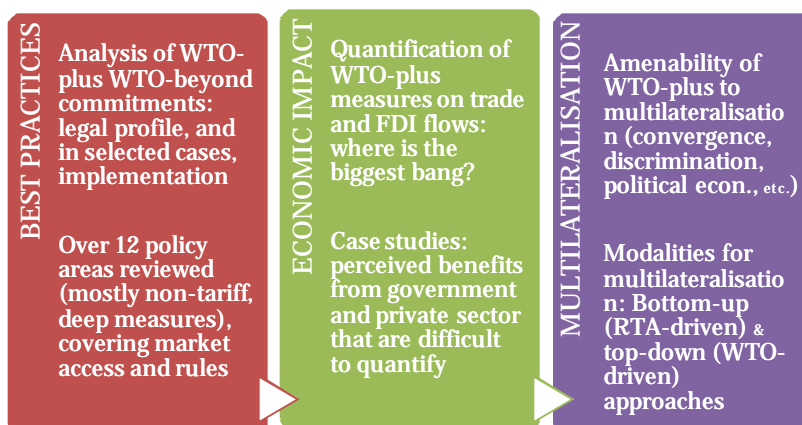 BEST PRACTICES
Analysis of WTO-
plus WTO-beyond
commitments:
legal profile, and
in selected cases,
implementation
Over 12 policy
areas reviewed
(mostly non-tariff,
deep measures),
covering market
access and rules
ECONOMIC IMPACT
Quantification of
WTO-plus
measures on trade
and FDI flows:
where is the
biggest bang?
Case studies:
perceived benefits
from government
and private sector
that are difficult
to quantify
MULTILATERALISATION
Amenability of
WTO-plus to
multilateralisatio
n (convergence,
discrimination,
political econ., etc.)
Modalities for
multilateralisatio
n: Bottom-up
(RTA-driven) &
top-down (WTO-
driven)
approaches